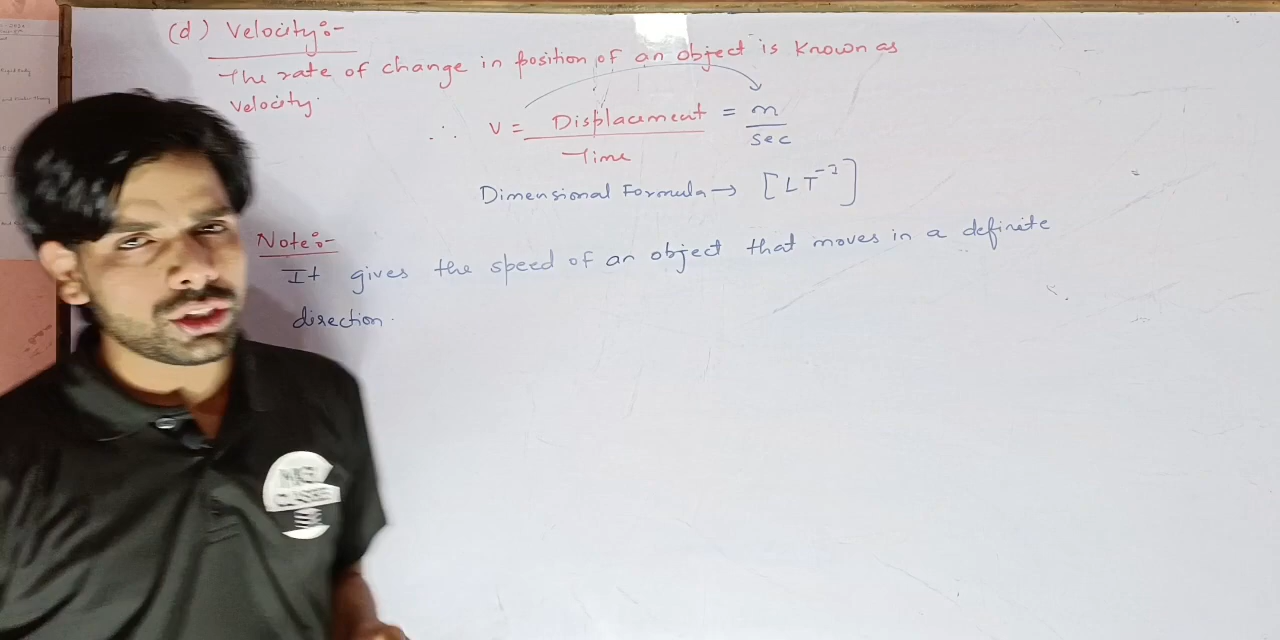 (d) Velocity:-
The rate of change in position of an object is known as
velocity.
∴ v = Displacement / Time = m / sec
Dimensional Formula → [LT⁻¹]
Note:-
It gives the speed of an object that moves in a definite
direction.
CLASSES